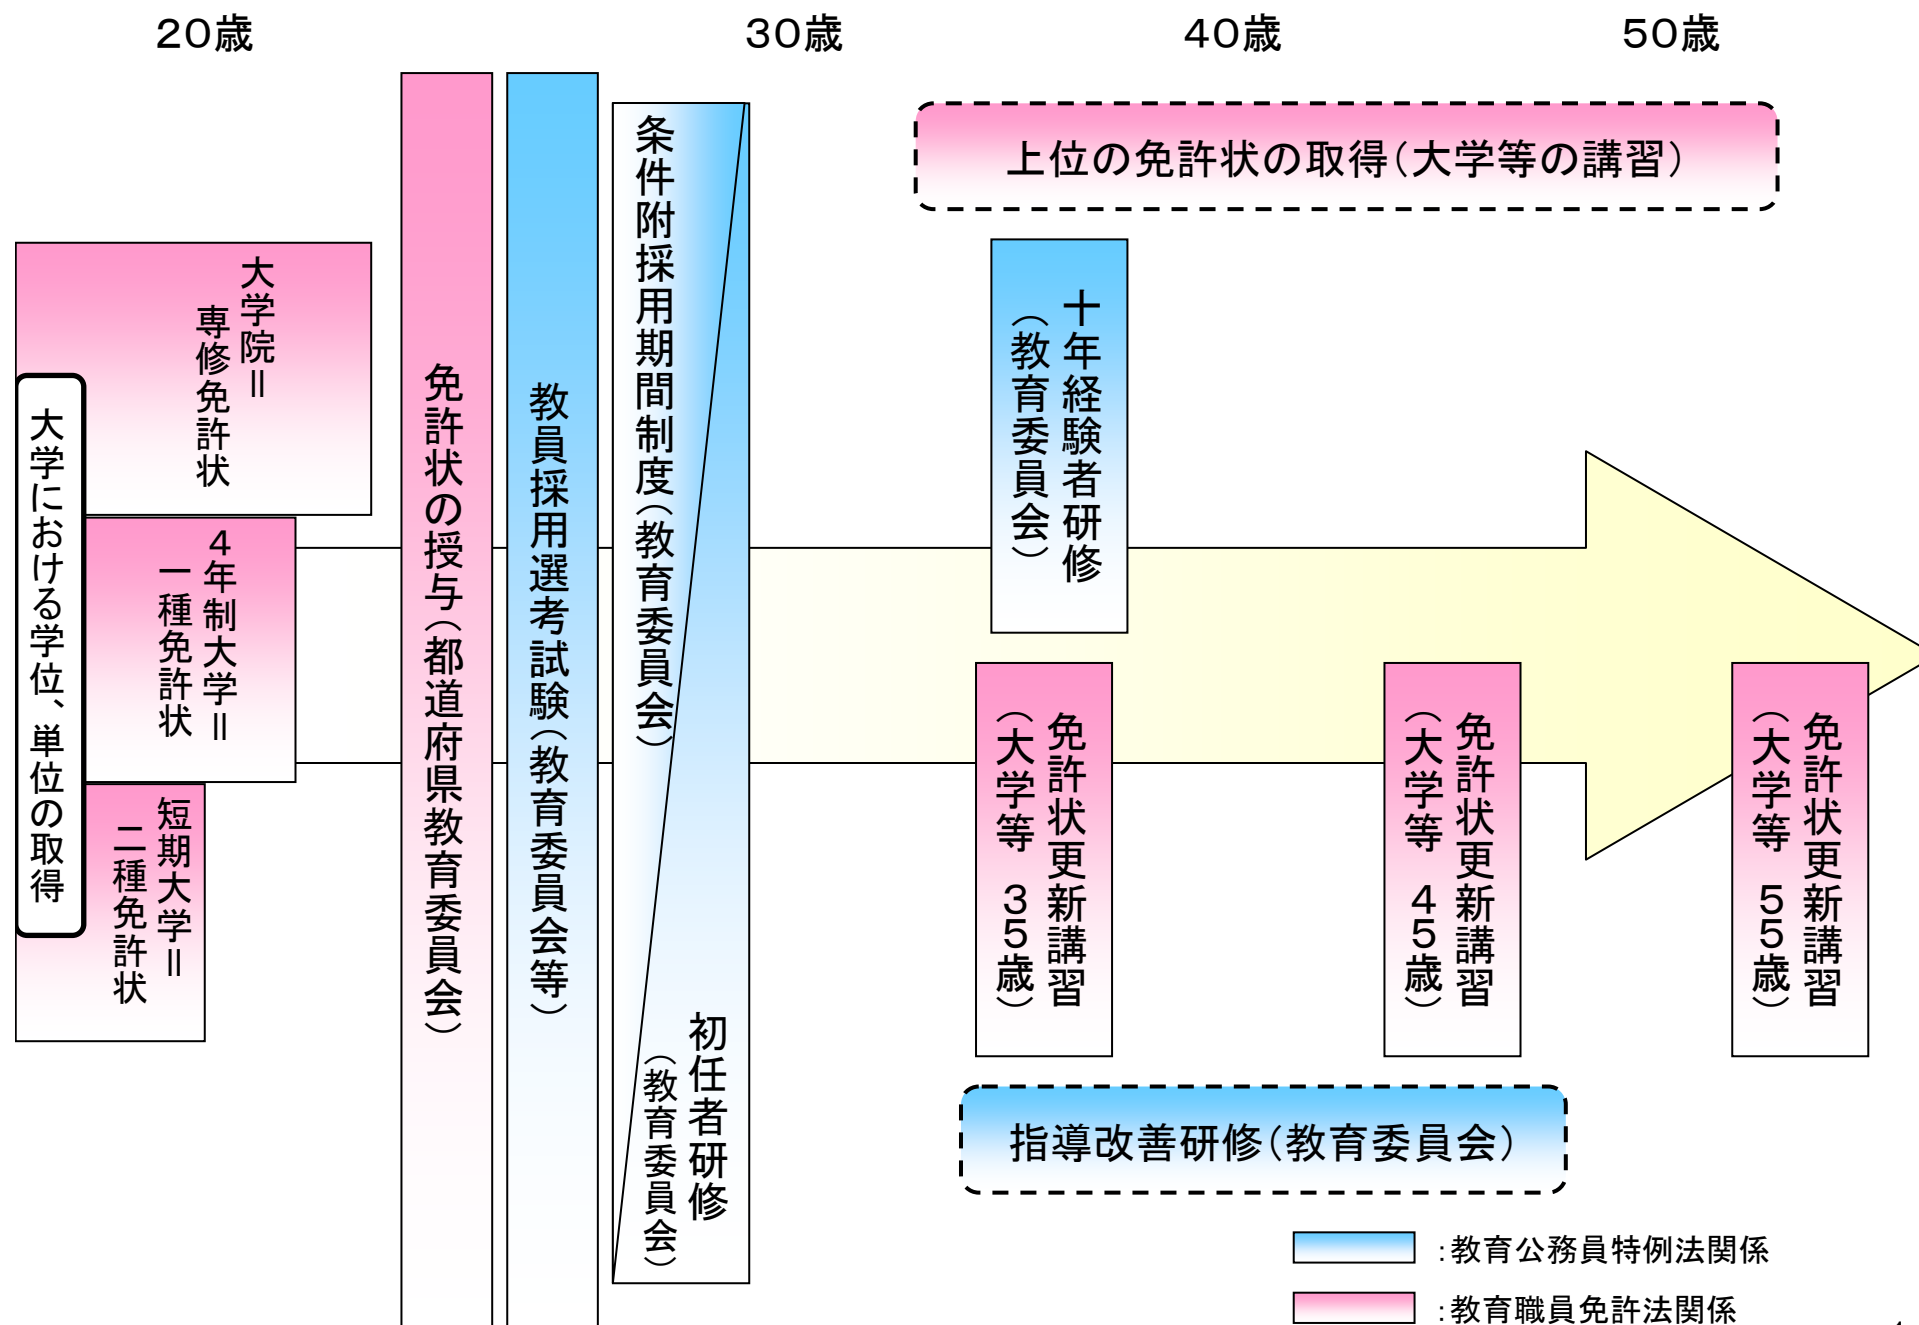 20歳
30歳
40歳
50歳
上位の免許状の取得(大学等の講習)
大学院=
専修免許状
4年制大学=
一種免許状
短期大学=
二種免許状
大学における学位、単位の取得
免許状の授与(都道府県教育委員会)
教員採用選考試験(教育委員会等)
条件附採用期間制度(教育委員会)
初任者研修
(教育委員会)
十年経験者研修
(教育委員会)
免許状更新講習
(大学等 35歳)
免許状更新講習
(大学等 45歳)
免許状更新講習
(大学等 55歳)
指導改善研修(教育委員会)
:教育公務員特例法関係
:教育職員免許法関係